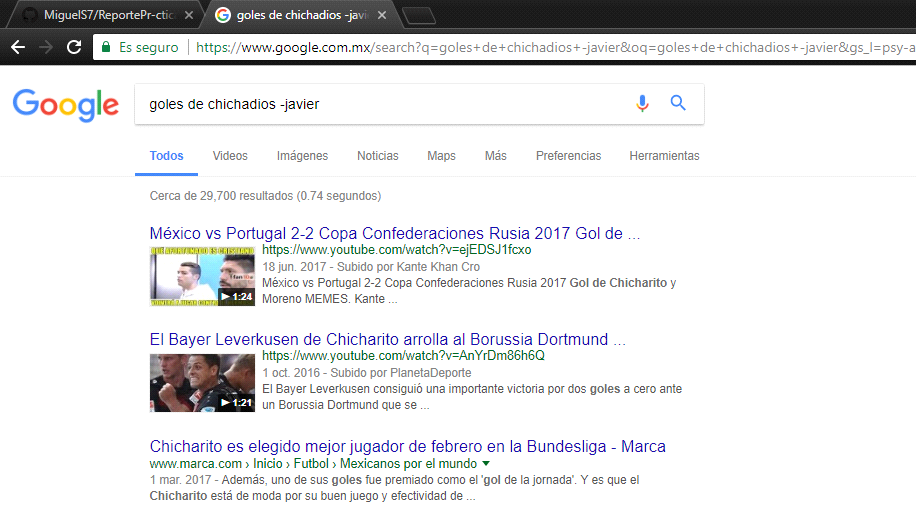 MiguelS7/ReportePr-ctic
goles de chichadios -javi
Es seguro
https://www.google.com.mx/search?q=goles+de+chichadios+-javier&oq=goles+de+chichadios+-javier&gs_l=psy-a
Google
goles de chichadios -javier
Todos Videos Imágenes Noticias Maps Más Preferencias Herramientas
Cerca de 29,700 resultados (0.74 segundos)
México vs Portugal 2-2 Copa Confederaciones Rusia 2017 Gol de ...
https://www.youtube.com/watch?v=ejEDSJ1fcxo
18 jun. 2017 - Subido por Kante Khan Cro
México vs Portugal 2-2 Copa Confederaciones Rusia 2017 Gol de Chicharito y
Moreno MEMES. Kante ...
1:24
El Bayer Leverkusen de Chicharito arrolla al Borussia Dortmund ...
https://www.youtube.com/watch?v=AnYrDm86h6Q
1 oct. 2016 - Subido por PlanetaDeporte
El Bayer Leverkusen consiguió una importante victoria por dos goles a cero ante
un Borussia Dortmund que se ...
1:21
Chicharito es elegido mejor jugador de febrero en la Bundesliga - Marca
www.marca.com › Inicio › Futbol › Mexicanos por el mundo
1 mar. 2017 - Además, uno de sus goles fue premiado como el 'gol de la jornada'. Y es que el
Chicharito está de moda por su buen juego y efectividad de ...